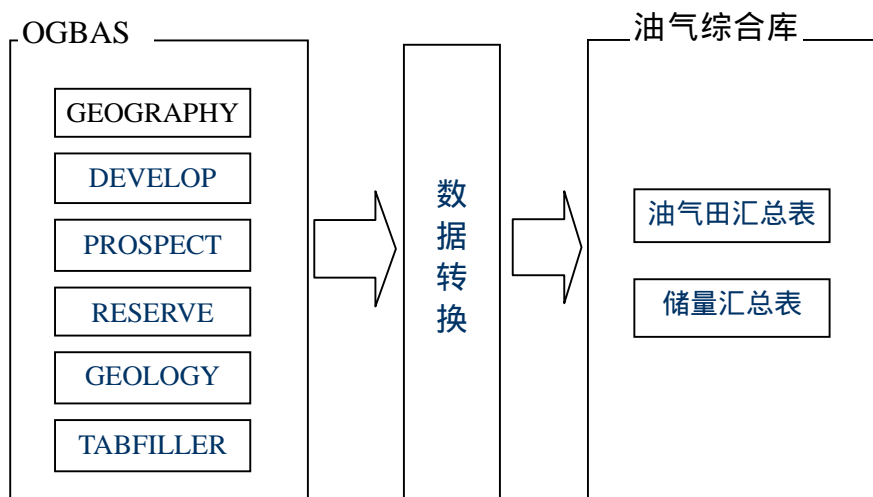 OGBAS
GEOGRAPHY
DEVELOP
PROSPECT
RESERVE
GEOLOGY
TABFILLER
数
据
转
换
油气综合库
油气田汇总表
储量汇总表